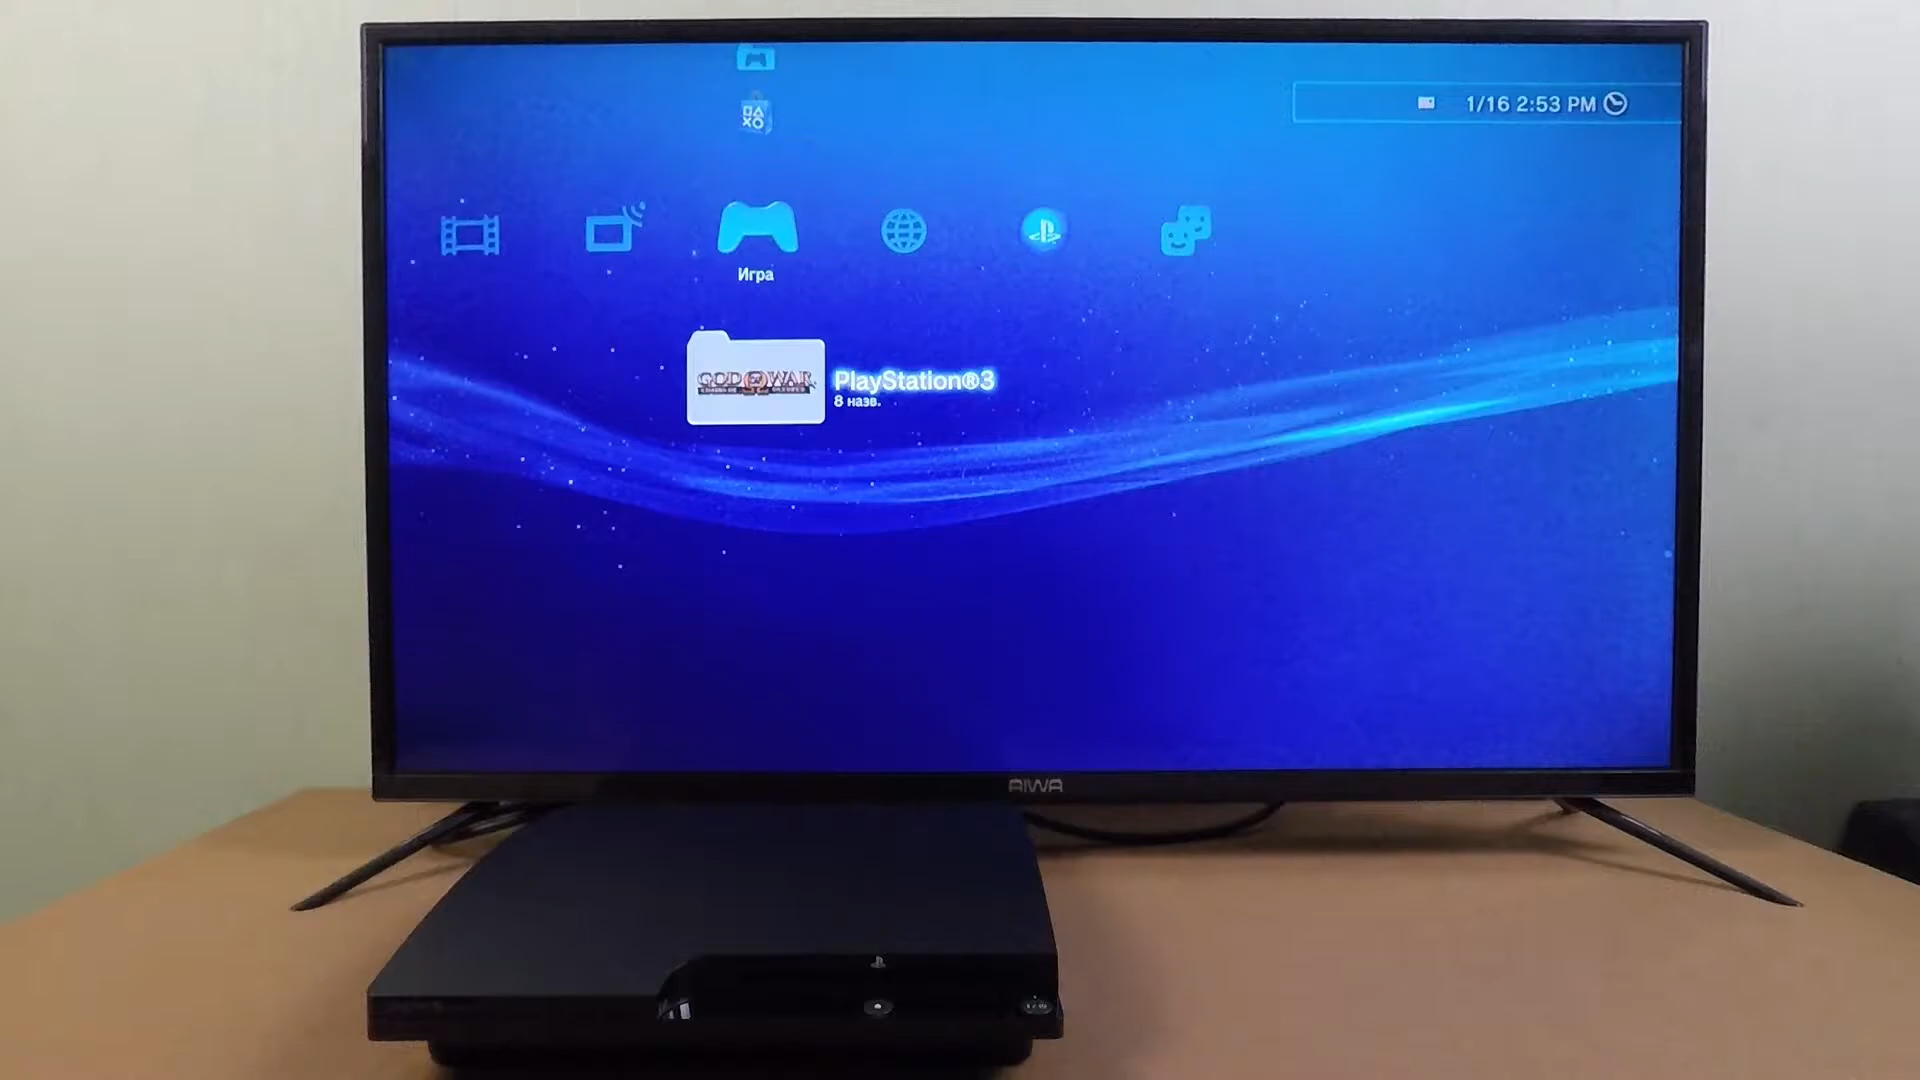 1/16 2:53 PM
Игра
GOD OF WAR
PlayStation®3
8 назв.
AIWA